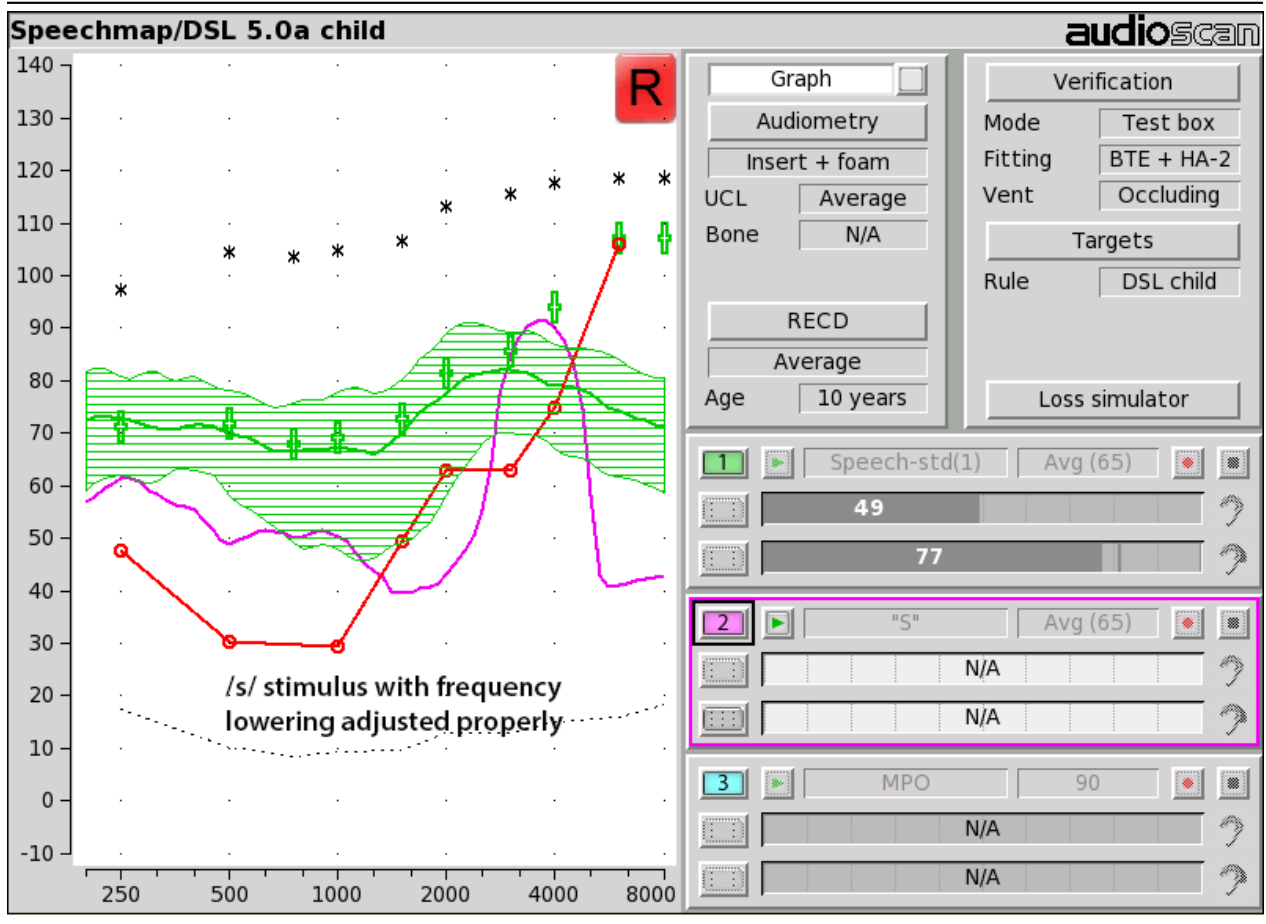 Speechmap/DSL 5.0a child
audioscan
R
140
130
120
110
100
90
80
70
60
50
40
30
20
10
0
-10
250 500 1000 2000 4000 8000
/s/ stimulus with frequency
lowering adjusted properly
Graph
Audiometry
Insert + foam
UCL Average
Bone N/A
RECD
Average
Age 10 years
Verification
Mode Test box
Fitting BTE + HA-2
Vent Occluding
Targets
Rule DSL child
Loss simulator
1 Speech-std(1) Avg (65)
49
77
2 "S" Avg (65)
N/A
N/A
3 MPO 90
N/A
N/A